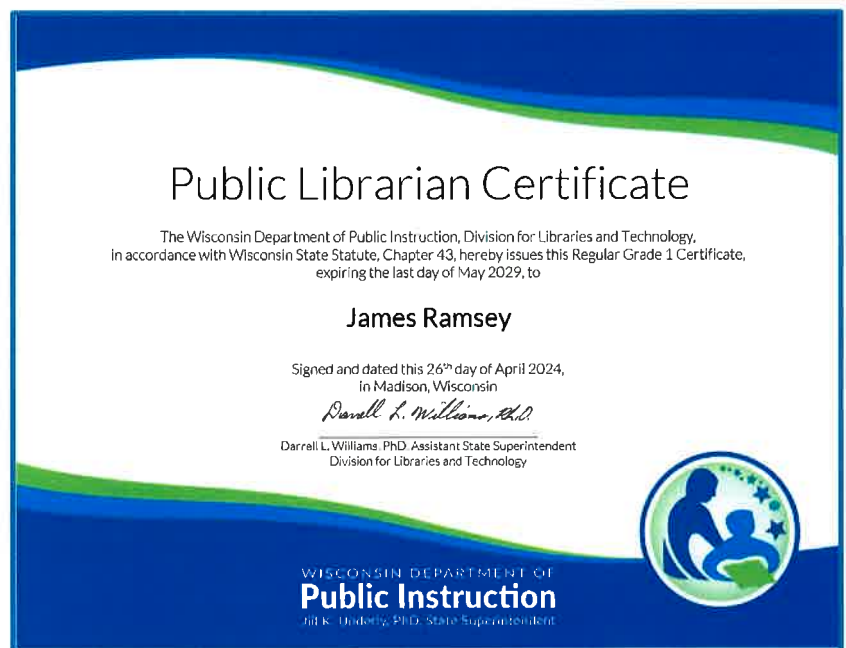 Public Librarian Certificate
The Wisconsin Department of Public Instruction, Division for Libraries and Technology,
in accordance with Wisconsin State Statute, Chapter 43, hereby issues this Regular Grade 1 Certificate,
expiring the last day of May 2029, to
James Ramsey
Signed and dated this 26th day of April 2024,
in Madison, Wisconsin
Darrell L. Williams, Ph.D.
Darrell L. Williams, PhD, Assistant State Superintendent
Division for Libraries and Technology
WISCONSIN DEPARTMENT OF
Public Instruction
Jill K. Underly, PhD, State Superintendent